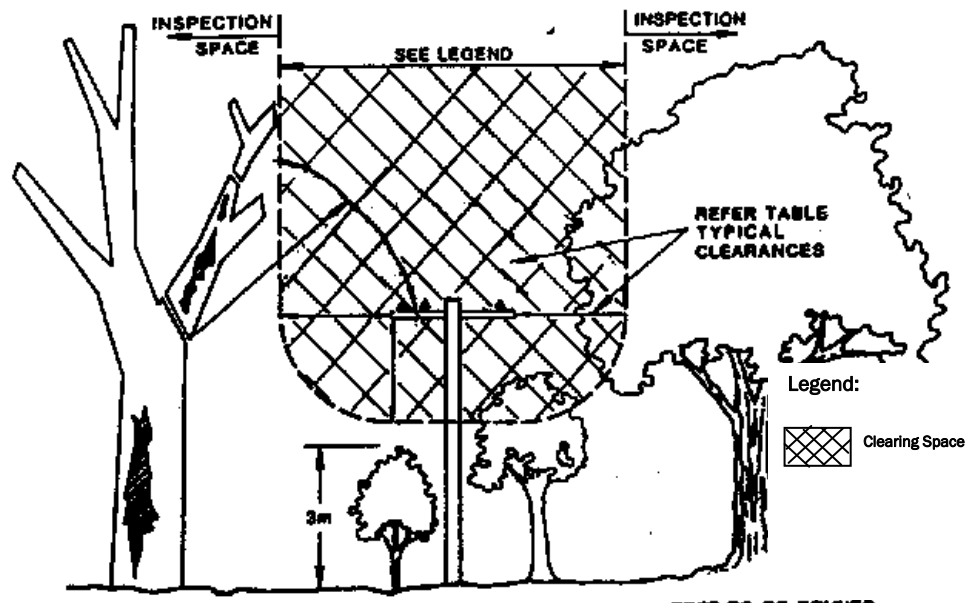 INSPECTION
SPACE
SEE LEGEND
INSPECTION
SPACE
REFER TABLE
TYPICAL
CLEARANCES
Legend:
Clearing Space
3m